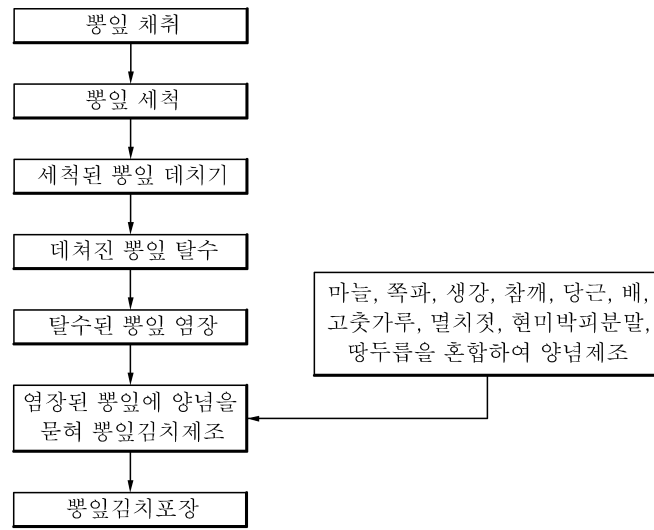 뽕잎 채취
뽕잎 세척
세척된 뽕잎 데치기
데쳐진 뽕잎 탈수
탈수된 뽕잎 염장
마늘, 쪽파, 생강, 참깨, 당근, 배,
고춧가루, 멸치젓, 현미박피분말,
땅두릅을 혼합하여 양념제조
염장된 뽕잎에 양념을
묻혀 뽕잎김치제조
뽕잎김치포장